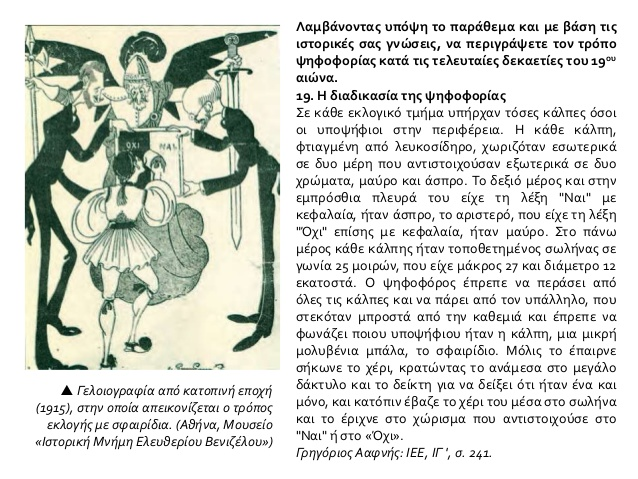 Λαμβάνοντας υπόψη το παράθεμα και με βάση τις
ιστορικές σας γνώσεις, να περιγράψετε τον τρόπο
ψηφοφορίας κατά τις τελευταίες δεκαετίες του 19ου
αιώνα.
19. Η διαδικασία της ψηφοφορίας
Σε κάθε εκλογικό τμήμα υπήρχαν τόσες κάλπες όσοι
οι υποψήφιοι στην περιφέρεια. Η κάθε κάλπη,
φτιαγμένη από λευκοσίδηρο, χωριζόταν εσωτερικά
σε δυο μέρη που αντιστοιχούσαν εξωτερικά σε δυο
χρώματα, μαύρο και άσπρο. Το δεξιό μέρος και στην
εμπρόσθια πλευρά του είχε τη λέξη "Ναι" με
κεφαλαία, ήταν άσπρο, το αριστερό, που είχε τη λέξη
"Όχι" επίσης με κεφαλαία, ήταν μαύρο. Στο πάνω
μέρος κάθε κάλπης ήταν τοποθετημένος σωλήνας σε
γωνία 25 μοιρών, που είχε μάκρος 27 και διάμετρο 12
εκατοστά. Ο ψηφοφόρος έπρεπε να περάσει από
όλες τις κάλπες και να πάρει από τον υπάλληλο, που
στεκόταν μπροστά από την καθεμιά και έπρεπε να
φωνάζει ποιου υποψήφιου ήταν η κάλπη, μια μικρή
μολυβένια μπάλα, το σφαιρίδιο. Μόλις το έπαιρνε
σήκωνε το χέρι, κρατώντας το ανάμεσα στο μεγάλο
δάκτυλο και το δείκτη για να δείξει ότι ήταν ένα και
μόνο, και κατόπιν έβαζε το χέρι του μέσα στο σωλήνα
και το έριχνε στο χώρισμα που αντιστοιχούσε στο
"Ναι" ή στο «Όχι».
Γρηγόριος Δαφνής: ΙΕΕ, ΙΓ', σ. 241.
ΟΧΙ ΝΑΙ
▲ Γελοιογραφία από κατοπινή εποχή
(1915), στην οποία απεικονίζεται ο τρόπος
εκλογής με σφαιρίδια. (Αθήνα, Μουσείο
«Ιστορική Μνήμη Ελευθερίου Βενιζέλου»)